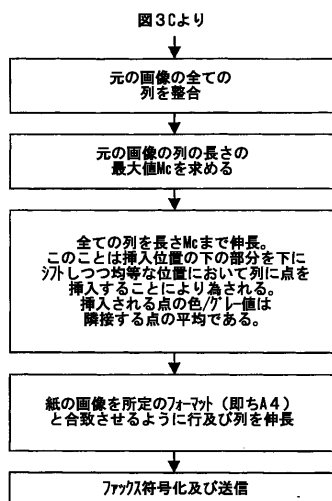 図3Cより
元の画像の全ての
列を整合
元の画像の列の長さの
最大値Mcを求める
全ての列を長さMcまで伸長。
このことは挿入位置の下の部分を下に
ｼﾌﾄしつつ均等な位置において列に点を
挿入することにより為される。
挿入される点の色/ｸﾞﾚｰ値は
隣接する点の平均である。
紙の画像を所定のﾌｫｰﾏｯﾄ（即ちA4）
と合致させるように行及び列を伸長
ﾌｧｯｸｽ符号化及び送信